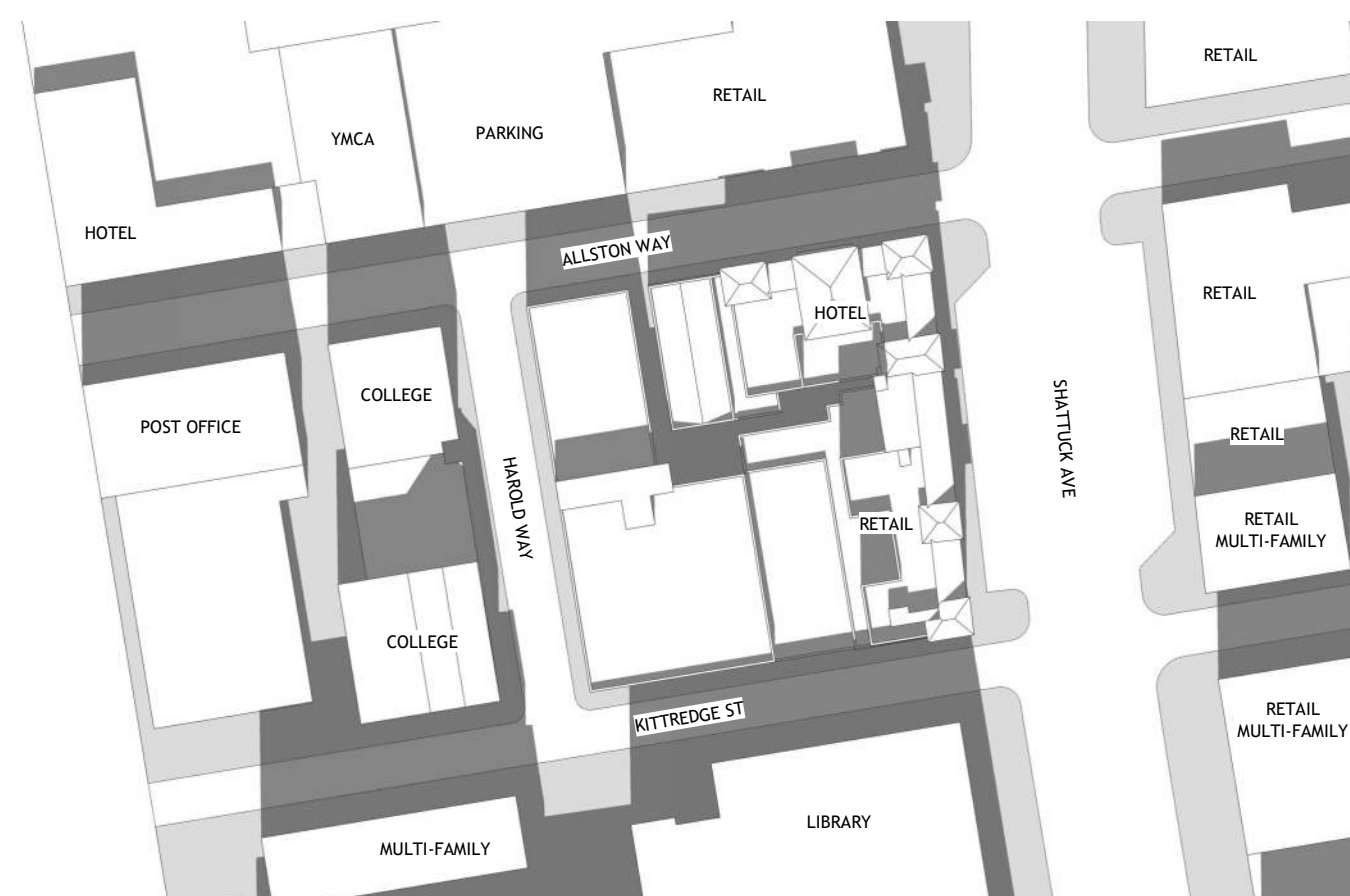 RETAIL
RETAIL
YMCA
PARKING
HOTEL
ALLSTON WAY
HOTEL
RETAIL
COLLEGE
POST OFFICE
SHATTUCK AVE
RETAIL
HAROLD WAY
RETAIL
RETAIL
MULTI-FAMILY
COLLEGE
KITTREDGE ST
RETAIL
MULTI-FAMILY
LIBRARY
MULTI-FAMILY